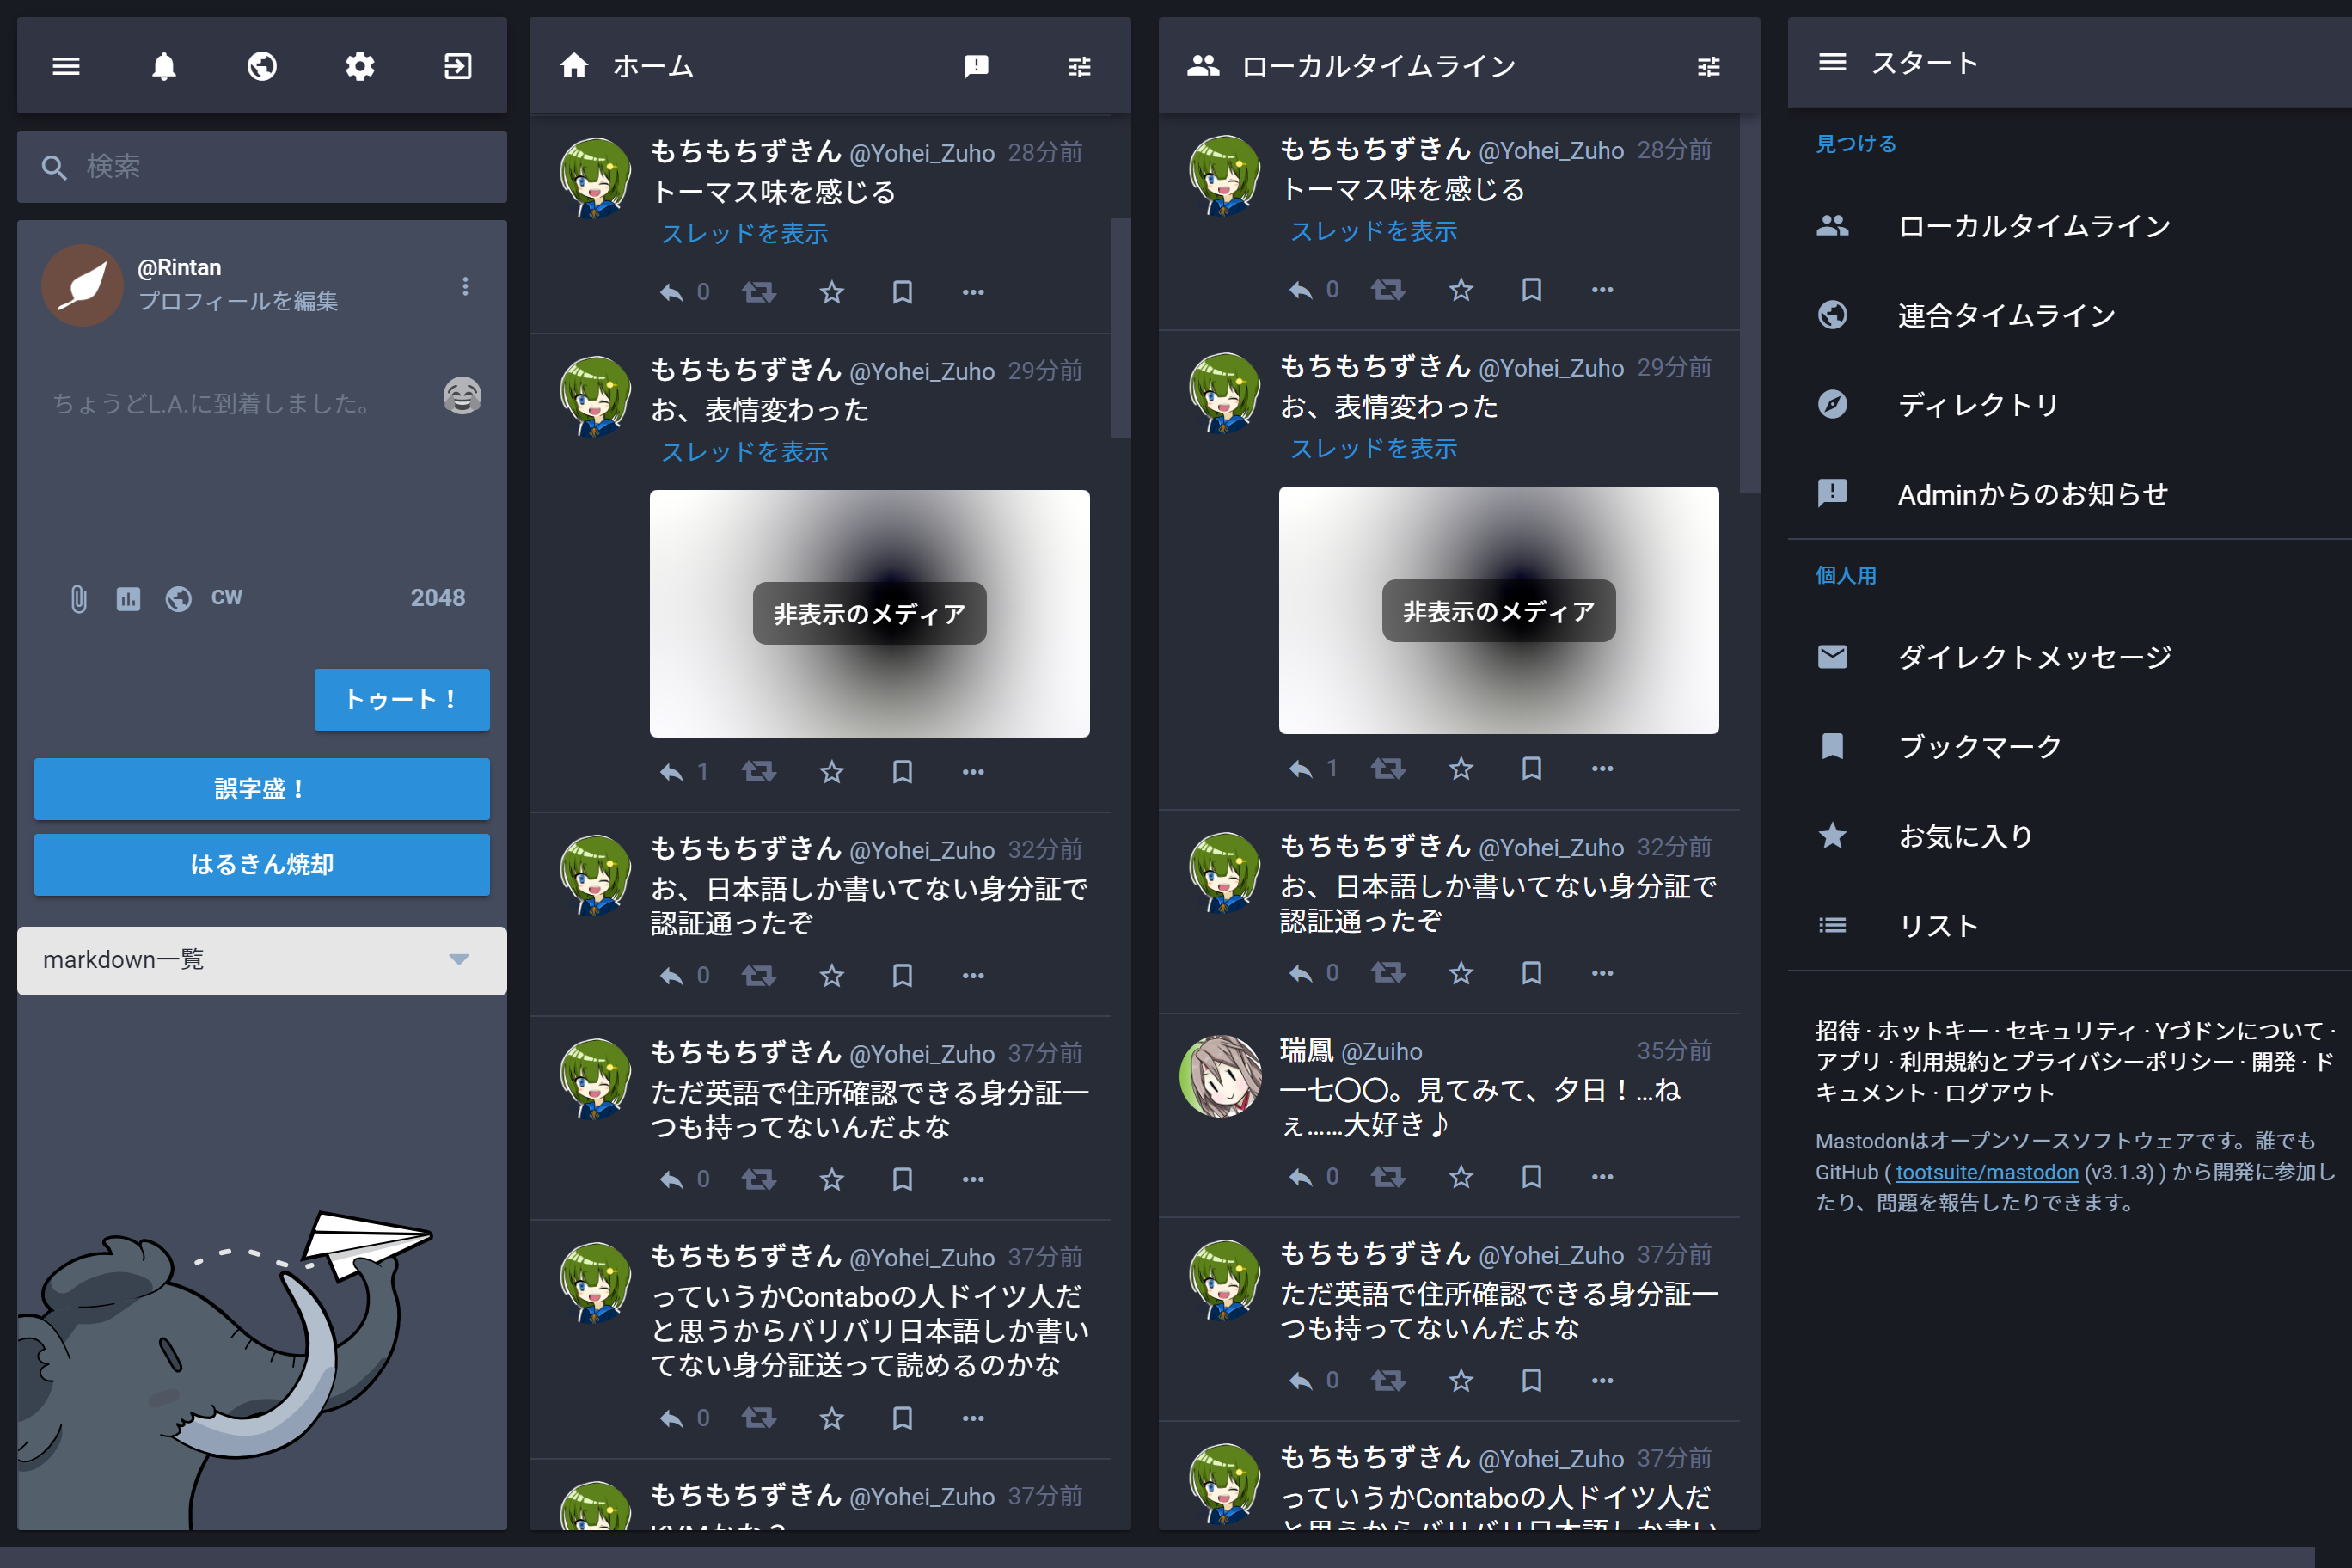 検索
@Rintan
プロフィールを編集
ちょうどL.A.に到着しました。
CW
2048
トゥート！
誤字盛！
はるきん焼却
markdown一覧
ホーム
もちもちずきん @Yohei_Zuho 28分前
トーマス味を感じる
スレッドを表示
0
もちもちずきん @Yohei_Zuho 29分前
お、表情変わった
スレッドを表示
非表示のメディア
1
もちもちずきん @Yohei_Zuho 32分前
お、日本語しか書いてない身分証で
認証通ったぞ
0
もちもちずきん @Yohei_Zuho 37分前
ただ英語で住所確認できる身分証一
つも持ってないんだよな
0
もちもちずきん @Yohei_Zuho 37分前
っていうかContaboの人ドイツ人だ
と思うからバリバリ日本語しか書い
てない身分証送って読めるのかな
0
もちもちずきん @Yohei_Zuho 37分前
KVMかな？
ローカルタイムライン
もちもちずきん @Yohei_Zuho 28分前
トーマス味を感じる
スレッドを表示
0
もちもちずきん @Yohei_Zuho 29分前
お、表情変わった
スレッドを表示
非表示のメディア
1
もちもちずきん @Yohei_Zuho 32分前
お、日本語しか書いてない身分証で
認証通ったぞ
0
瑞鳳 @Zuiho 35分前
一七〇〇。見てみて、夕日！…ね
ぇ……大好き♪
0
もちもちずきん @Yohei_Zuho 37分前
ただ英語で住所確認できる身分証一
つも持ってないんだよな
0
もちもちずきん @Yohei_Zuho 37分前
っていうかContaboの人ドイツ人だ
と思うからバリバリ日本語しか書い
スタート
見つける
ローカルタイムライン
連合タイムライン
ディレクトリ
Adminからのお知らせ
個人用
ダイレクトメッセージ
ブックマーク
お気に入り
リスト
招待 · ホットキー · セキュリティ · Yづドンについて ·
アプリ · 利用規約とプライバシーポリシー · 開発 · ド
キュメント · ログアウト
Mastodonはオープンソースソフトウェアです。誰でも
GitHub ( tootsuite/mastodon (v3.1.3) ) から開発に参加し
たり、問題を報告したりできます。